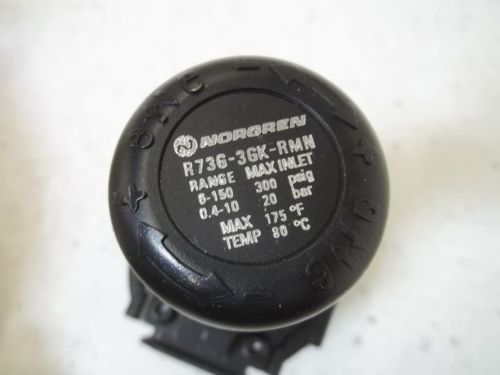 NORGREN
R73G-3GK-RMN
RANGE MAX INLET
6-150 300 psig
0.4-10 20 bar
MAX 175 °F
TEMP 80 °C